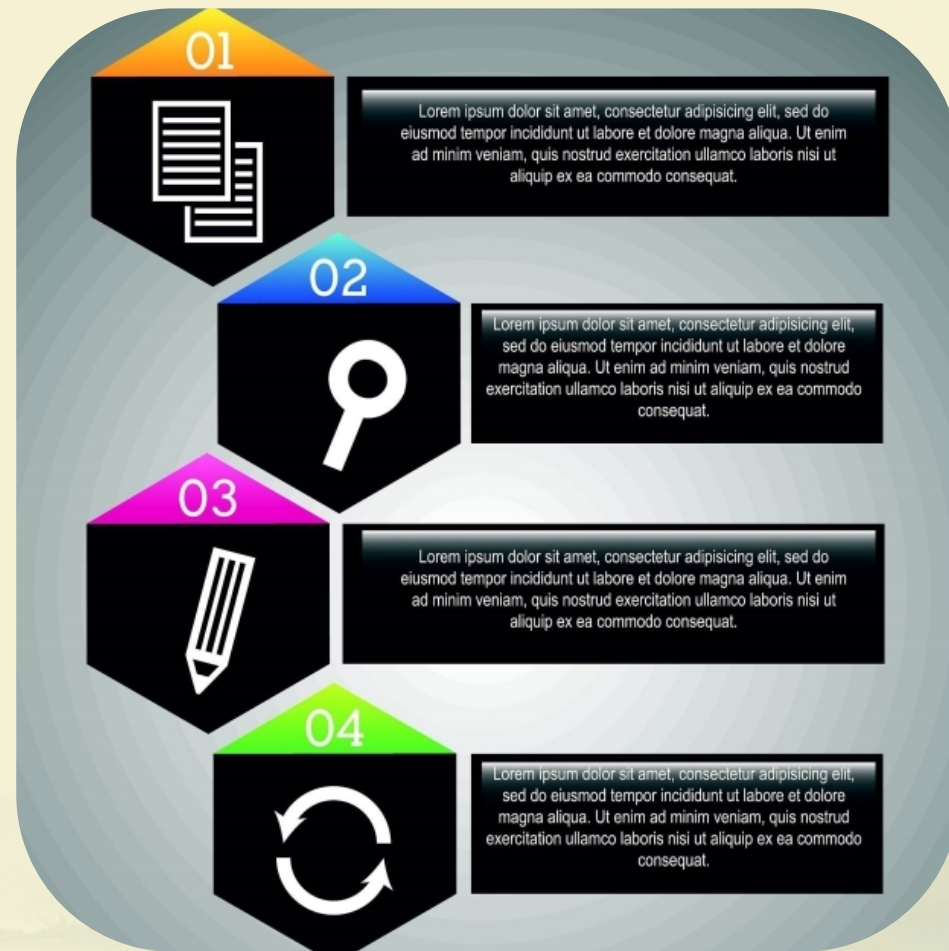 01
Lorem ipsum dolor sit amet, consectetur adipisicing elit, sed do
eiusmod tempor incididunt ut labore et dolore magna aliqua. Ut enim
ad minim veniam, quis nostrud exercitation ullamco laboris nisi ut
aliquip ex ea commodo consequat.
02
Lorem ipsum dolor sit amet, consectetur adipisicing elit,
sed do eiusmod tempor incididunt ut labore et dolore
magna aliqua. Ut enim ad minim veniam, quis nostrud
exercitation ullamco laboris nisi ut aliquip ex ea commodo
consequat.
03
Lorem ipsum dolor sit amet, consectetur adipisicing elit, sed do
eiusmod tempor incididunt ut labore et dolore magna aliqua. Ut enim
ad minim veniam, quis nostrud exercitation ullamco laboris nisi ut
aliquip ex ea commodo consequat.
04
Lorem ipsum dolor sit amet, consectetur adipisicing elit,
sed do eiusmod tempor incididunt ut labore et dolore
magna aliqua. Ut enim ad minim veniam, quis nostrud
exercitation ullamco laboris nisi ut aliquip ex ea commodo
consequat.